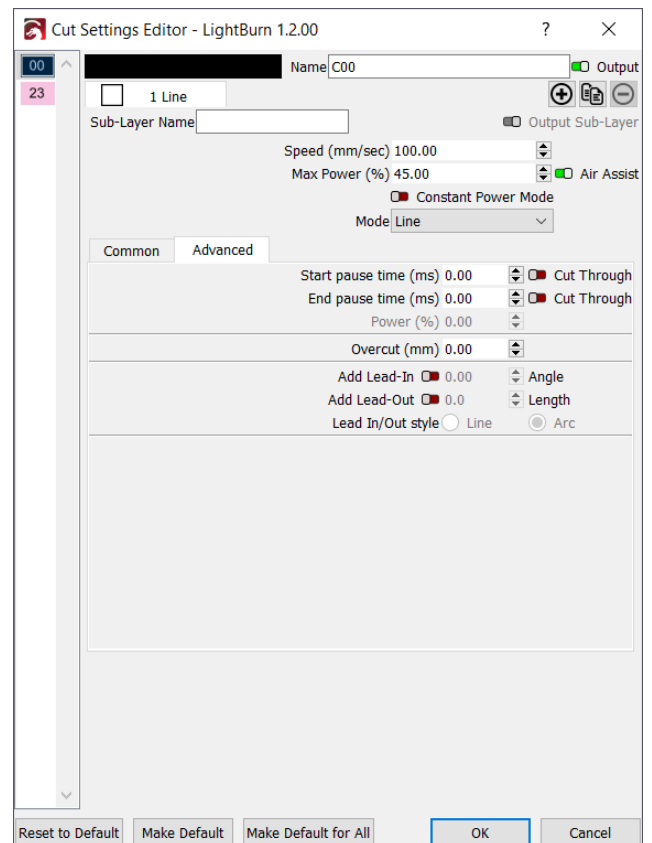 Cut Settings Editor - LightBurn 1.2.00 ?
00 Name C00 Output
23 1 Line
Sub-Layer Name Output Sub-Layer
Speed (mm/sec) 100.00
Max Power (%) 45.00 Air Assist
Constant Power Mode
Mode Line
Common Advanced
Start pause time (ms) 0.00 Cut Through
End pause time (ms) 0.00 Cut Through
Power (%) 0.00
Overcut (mm) 0.00
Add Lead-In 0.00 Angle
Add Lead-Out 0.0 Length
Lead In/Out style Line Arc
Reset to Default Make Default Make Default for All OK Cancel